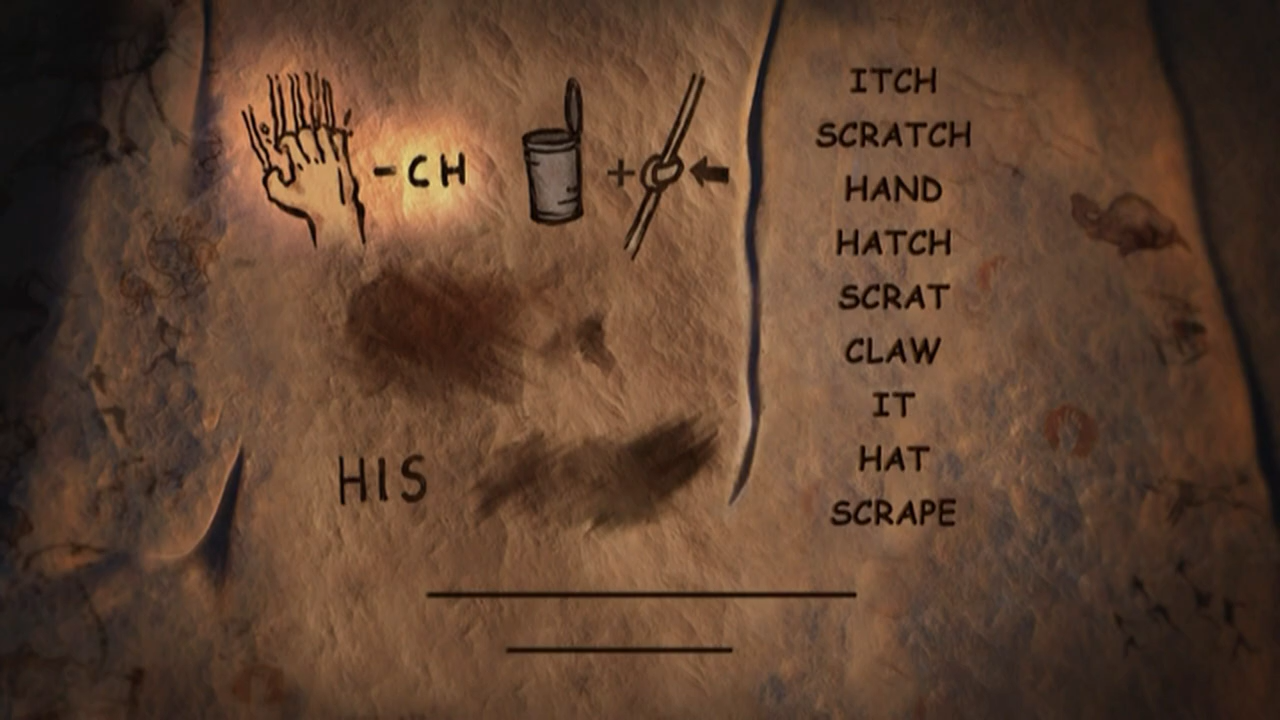 - CH +
HIS
ITCH
SCRATCH
HAND
HATCH
SCRAT
CLAW
IT
HAT
SCRAPE